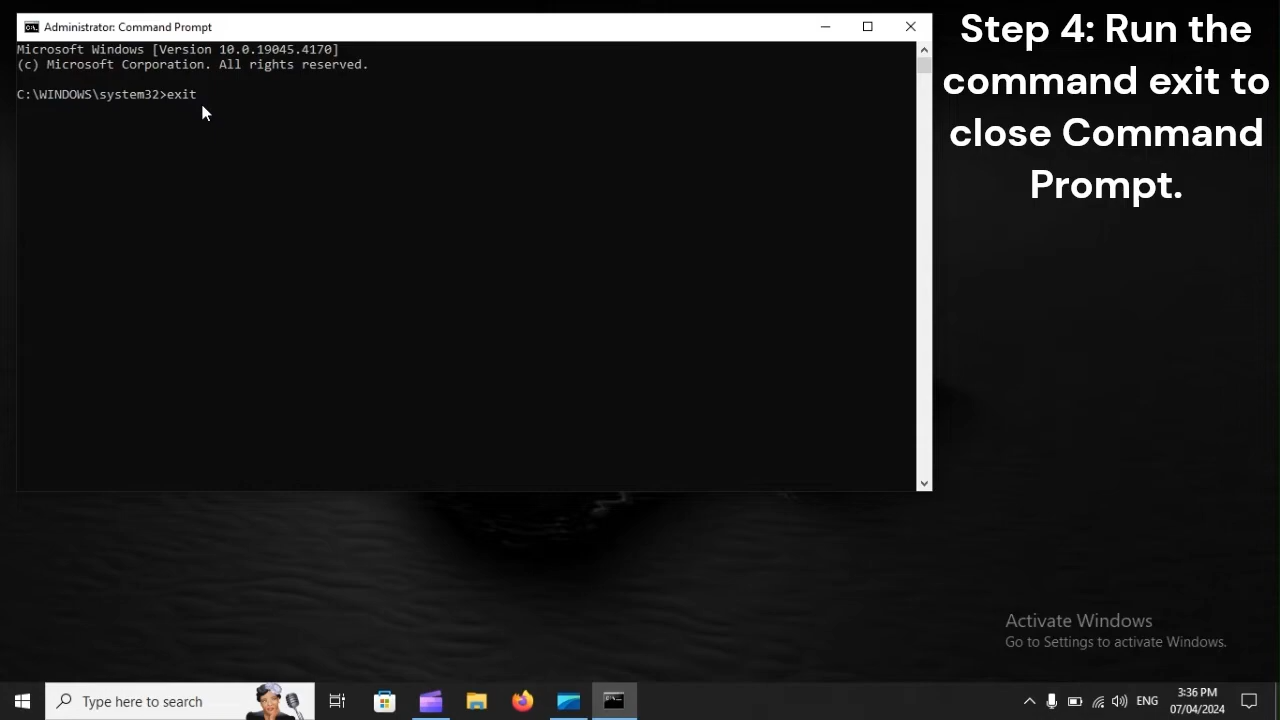 Administrator: Command Prompt
Microsoft Windows [Version 10.0.19045.4170]
(c) Microsoft Corporation. All rights reserved.
C:\WINDOWS\system32>exit
Step 4: Run the
command exit to
close Command
Prompt.
Activate Windows
Go to Settings to activate Windows.
Type here to search
ENG
3:36 PM
07/04/2024